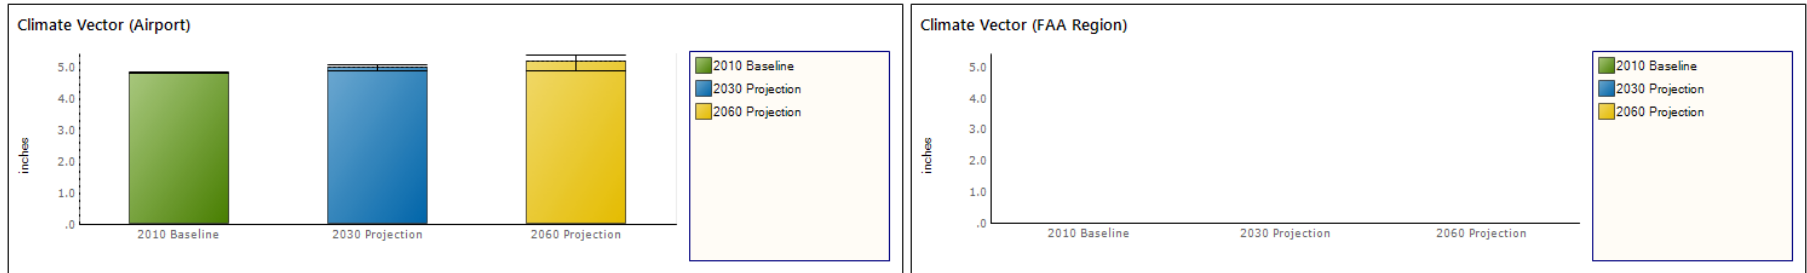 Climate Vector (Airport)
5.0
4.0
3.0
2.0
1.0
.0
inches
2010 Baseline
2030 Projection
2060 Projection
2010 Baseline
2030 Projection
2060 Projection
Climate Vector (FAA Region)
5.0
4.0
3.0
2.0
1.0
.0
inches
2010 Baseline
2030 Projection
2060 Projection
2010 Baseline
2030 Projection
2060 Projection